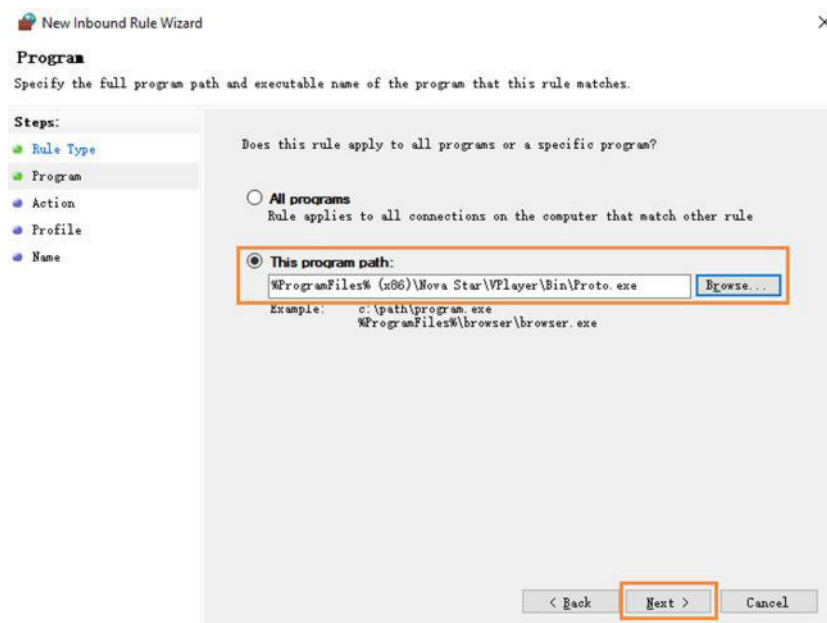 New Inbound Rule Wizard
Program
Specify the full program path and executable name of the program that this rule matches.
Steps:
Rule Type
Program
Action
Profile
Name
Does this rule apply to all programs or a specific program?
All programs
Rule applies to all connections on the computer that match other rule
This program path:
%ProgramFiles% (x86)\Nova Star\VPlayer\Bin\Proto.exe
Browse...
Example: c:\path\program.exe
%ProgramFiles%\browser\browser.exe
< Back
Next >
Cancel